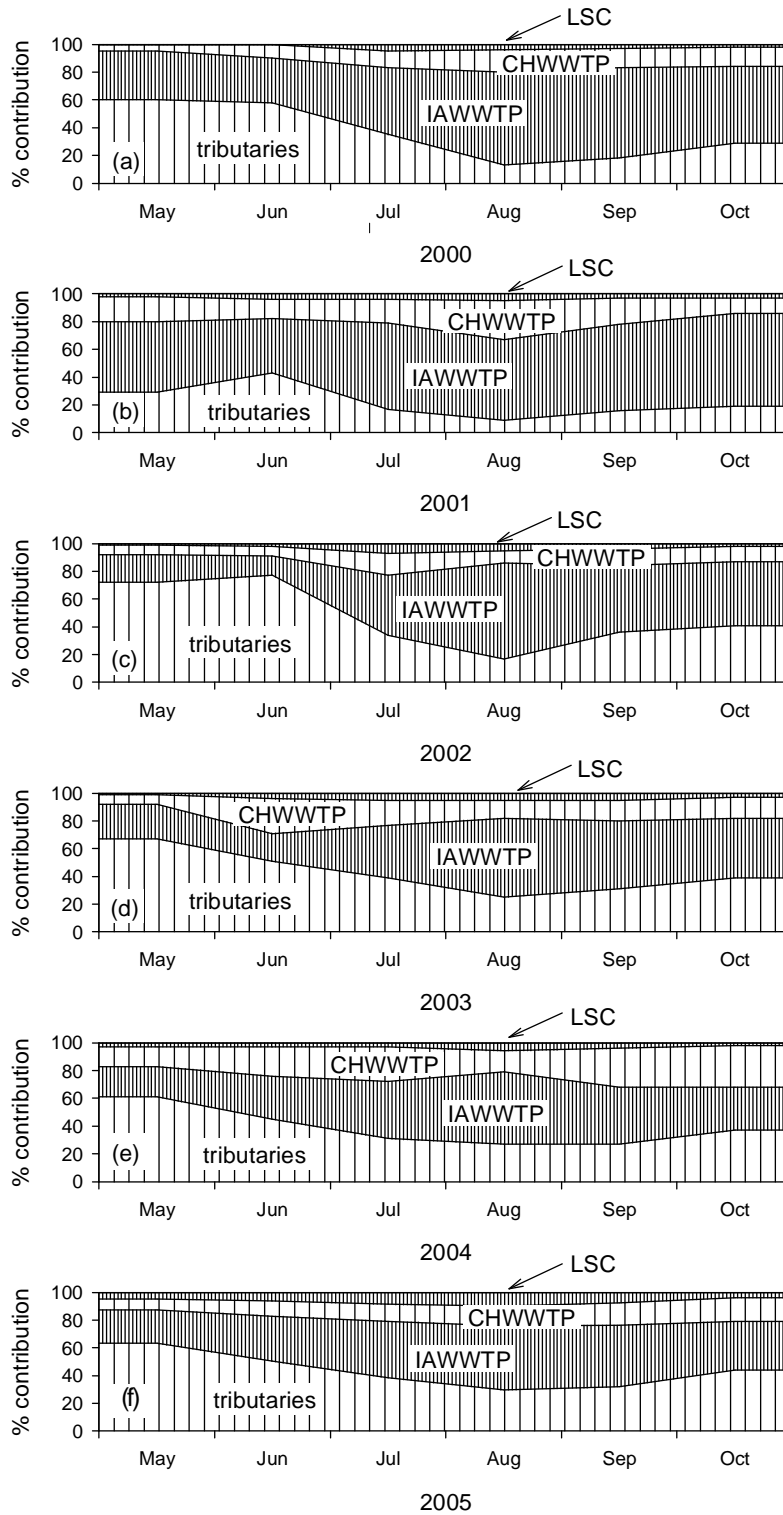 LSC
% contribution
100
80
60
40
20
0
(a)
CHWWTP
IAWWTP
tributaries
May Jun Jul Aug Sep Oct
2000
LSC
% contribution
100
80
60
40
20
0
(b)
CHWWTP
IAWWTP
tributaries
May Jun Jul Aug Sep Oct
2001
LSC
% contribution
100
80
60
40
20
0
(c)
CHWWTP
IAWWTP
tributaries
May Jun Jul Aug Sep Oct
2002
LSC
% contribution
100
80
60
40
20
0
(d)
CHWWTP
IAWWTP
tributaries
May Jun Jul Aug Sep Oct
2003
LSC
% contribution
100
80
60
40
20
0
(e)
CHWWTP
IAWWTP
tributaries
May Jun Jul Aug Sep Oct
2004
LSC
% contribution
100
80
60
40
20
0
(f)
CHWWTP
IAWWTP
tributaries
May Jun Jul Aug Sep Oct
2005